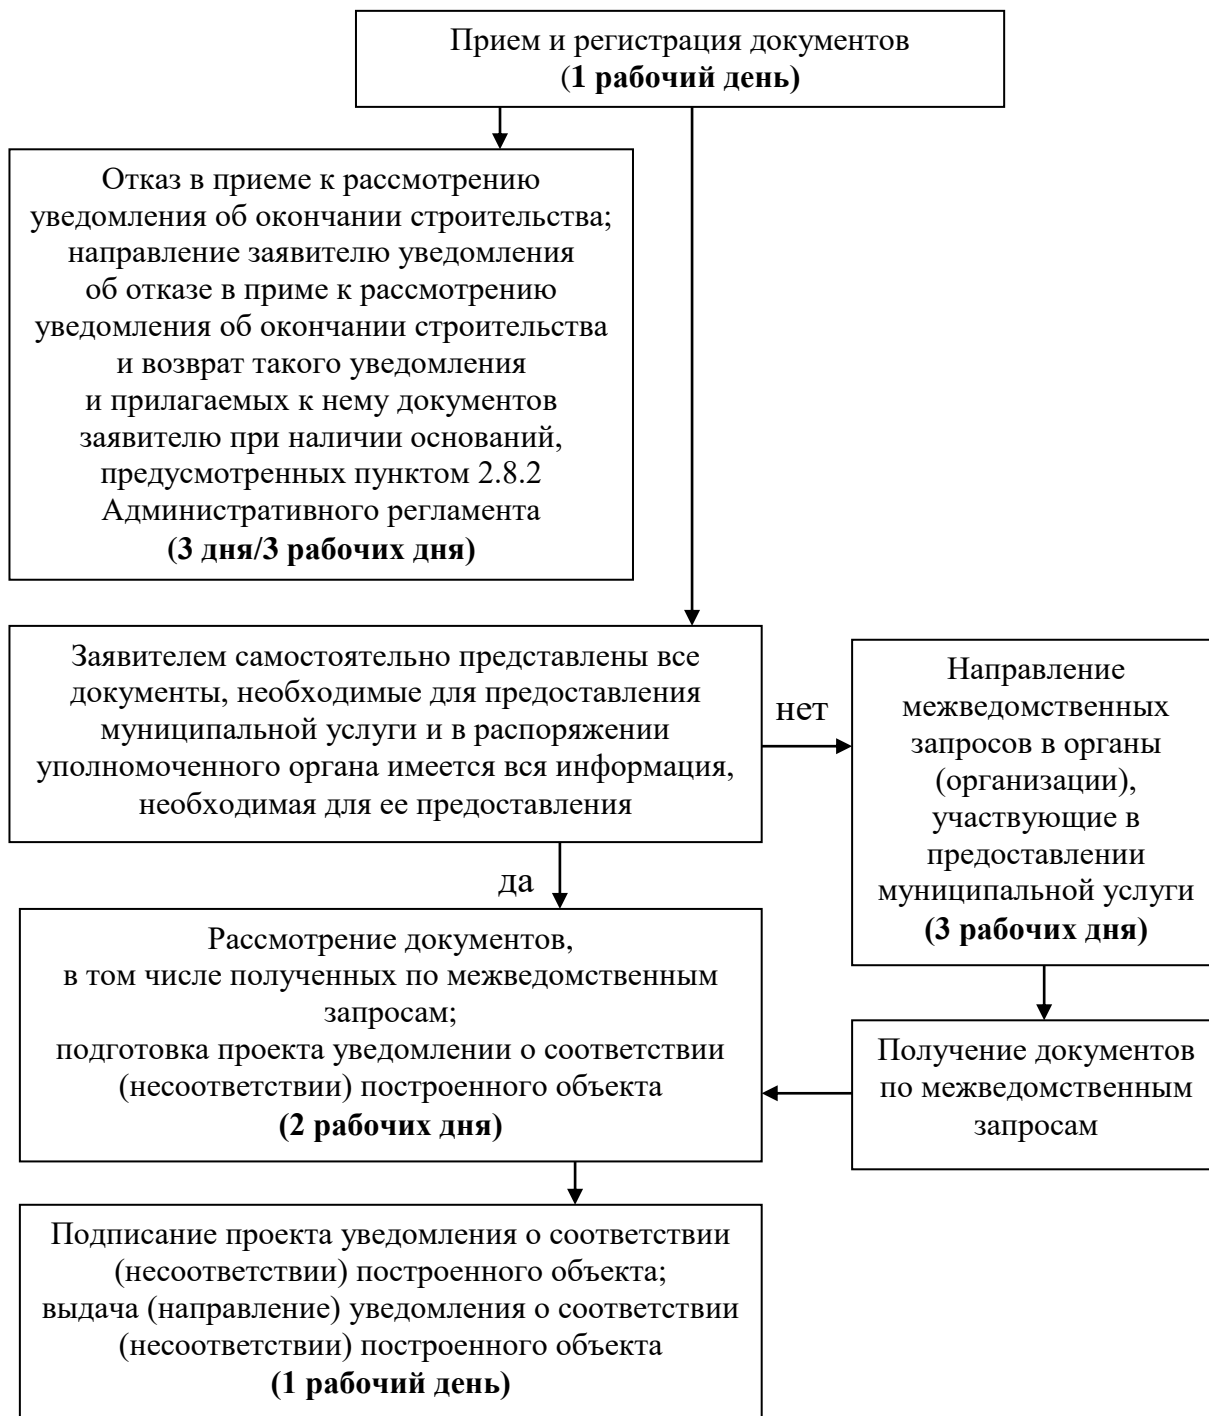 Прием и регистрация документов
(1 рабочий день)
Отказ в приеме к рассмотрению
уведомления об окончании строительства;
направление заявителю уведомления
об отказе в приме к рассмотрению
уведомления об окончании строительства
и возврат такого уведомления
и прилагаемых к нему документов
заявителю при наличии оснований,
предусмотренных пунктом 2.8.2
Административного регламента
(3 дня/3 рабочих дня)
Заявителем самостоятельно представлены все
документы, необходимые для предоставления
муниципальной услуги и в распоряжении
уполномоченного органа имеется вся информация,
необходимая для ее предоставления
нет
Направление
межведомственных
запросов в органы
(организации),
участвующие в
предоставлении
муниципальной услуги
(3 рабочих дня)
да
Рассмотрение документов,
в том числе полученных по межведомственным
запросам;
подготовка проекта уведомлении о соответствии
(несоответствии) построенного объекта
(2 рабочих дня)
Получение документов
по межведомственным
запросам
Подписание проекта уведомления о соответствии
(несоответствии) построенного объекта;
выдача (направление) уведомления о соответствии
(несоответствии) построенного объекта
(1 рабочий день)